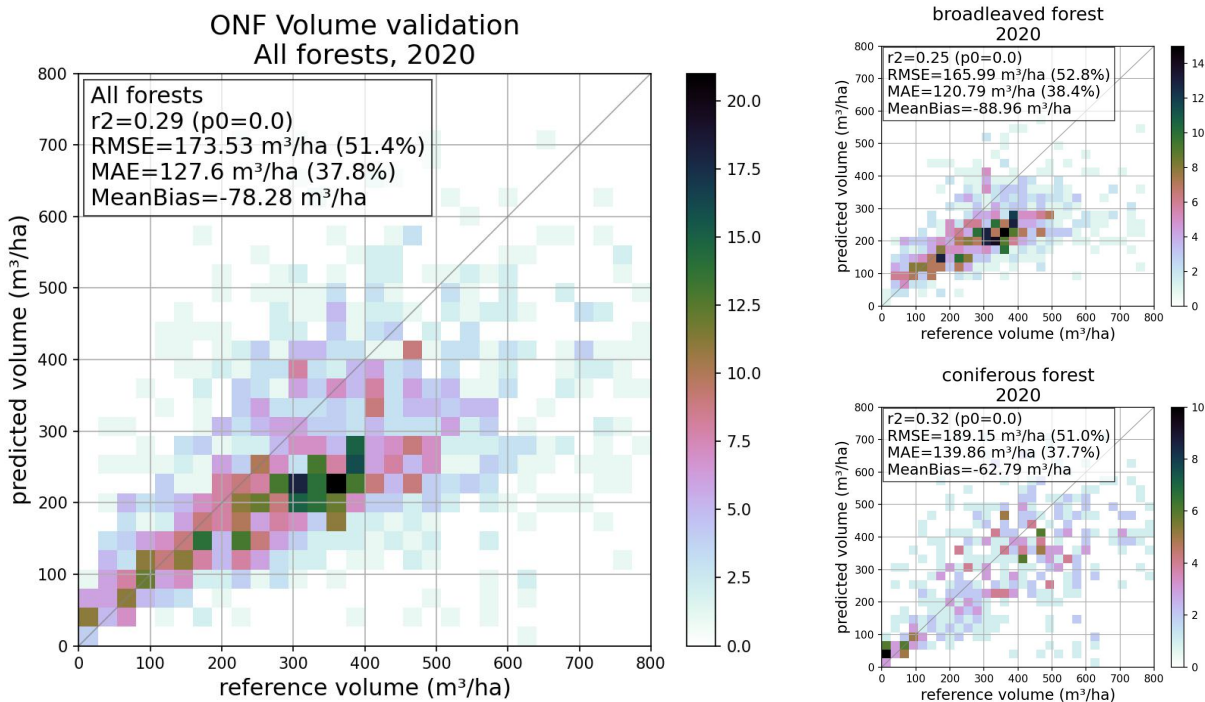 ONF Volume validation
All forests, 2020
All forests
r2=0.29 (p0=0.0)
RMSE=173.53 m³/ha (51.4%)
MAE=127.6 m³/ha (37.8%)
MeanBias=-78.28 m³/ha
predicted volume (m³/ha)
800
700
600
500
400
300
200
100
0
0 100 200 300 400 500 600 700 800
reference volume (m³/ha)
20.0
17.5
15.0
12.5
10.0
7.5
5.0
2.5
0.0
broadleaved forest
2020
r2=0.25 (p0=0.0)
RMSE=165.99 m³/ha (52.8%)
MAE=120.79 m³/ha (38.4%)
MeanBias=-88.96 m³/ha
predicted volume (m³/ha)
800
700
600
500
400
300
200
100
0
0 100 200 300 400 500 600 700 800
reference volume (m³/ha)
14
12
10
8
6
4
2
0
coniferous forest
2020
r2=0.32 (p0=0.0)
RMSE=189.15 m³/ha (51.0%)
MAE=139.86 m³/ha (37.7%)
MeanBias=-62.79 m³/ha
predicted volume (m³/ha)
800
700
600
500
400
300
200
100
0
0 100 200 300 400 500 600 700 800
reference volume (m³/ha)
10
8
6
4
2
0